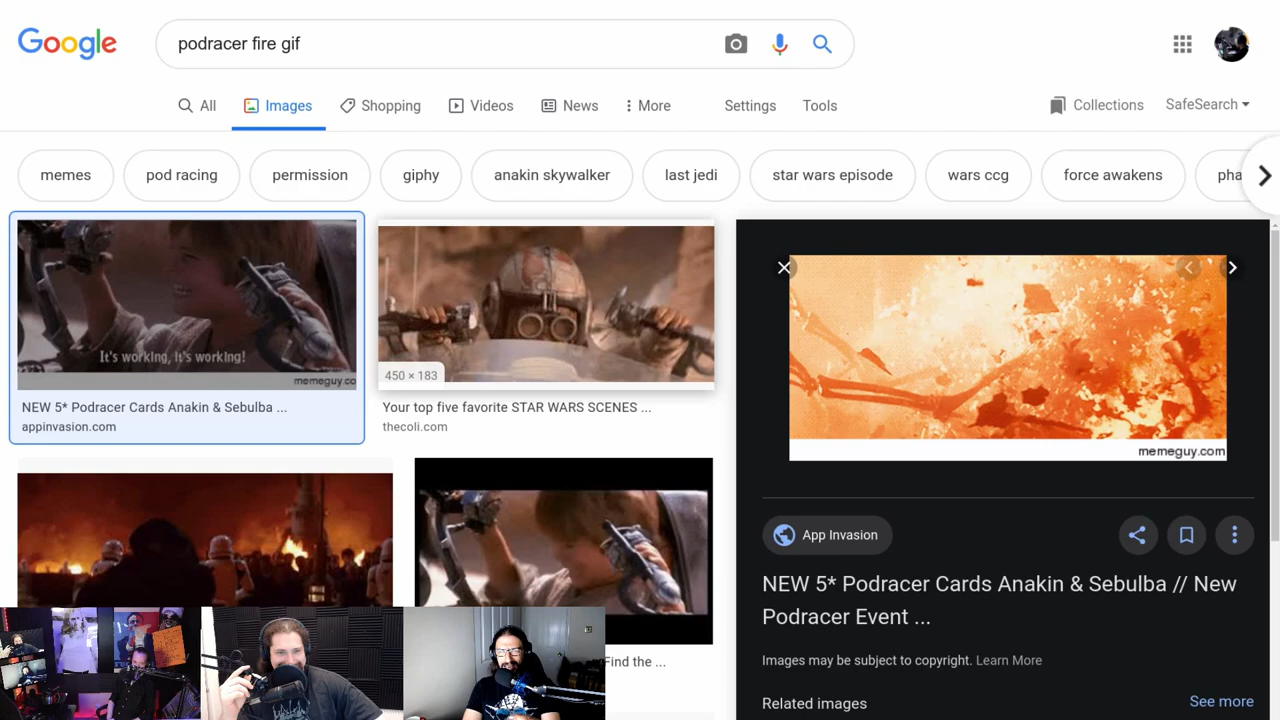 Google
podracer fire gif
All
Images
Shopping
Videos
News
More
Settings
Tools
Collections
SafeSearch
memes
pod racing
permission
giphy
anakin skywalker
last jedi
star wars episode
wars ccg
force awakens
pha
It's working, it's working!
memeguy.co
NEW 5* Podracer Cards Anakin & Sebulba ...
appinvasion.com
450 × 183
Your top five favorite STAR WARS SCENES ...
thecoli.com
Find the ...
memeguy.com
App Invasion
NEW 5* Podracer Cards Anakin & Sebulba // New
Podracer Event ...
Images may be subject to copyright. Learn More
Related images
See more